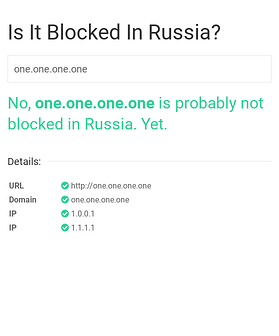 Is It Blocked In Russia?
one.one.one.one
No, one.one.one.one is probably not
blocked in Russia. Yet.
Details:
URL http://one.one.one.one
Domain one.one.one.one
IP 1.0.0.1
IP 1.1.1.1